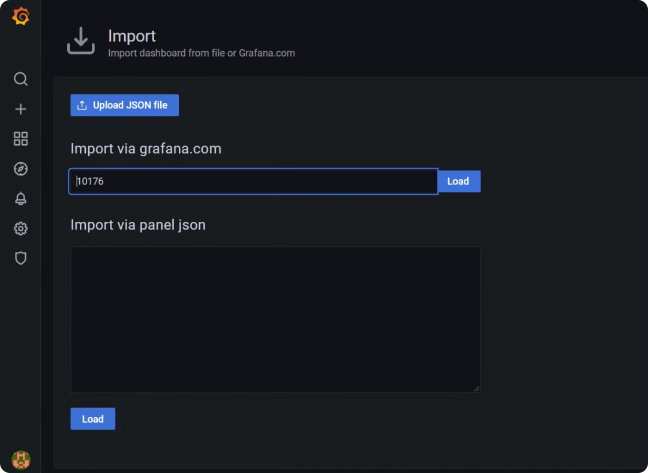 Import
Import dashboard from file or Grafana.com
Upload JSON file
Import via grafana.com
10176
Load
Import via panel json
Load